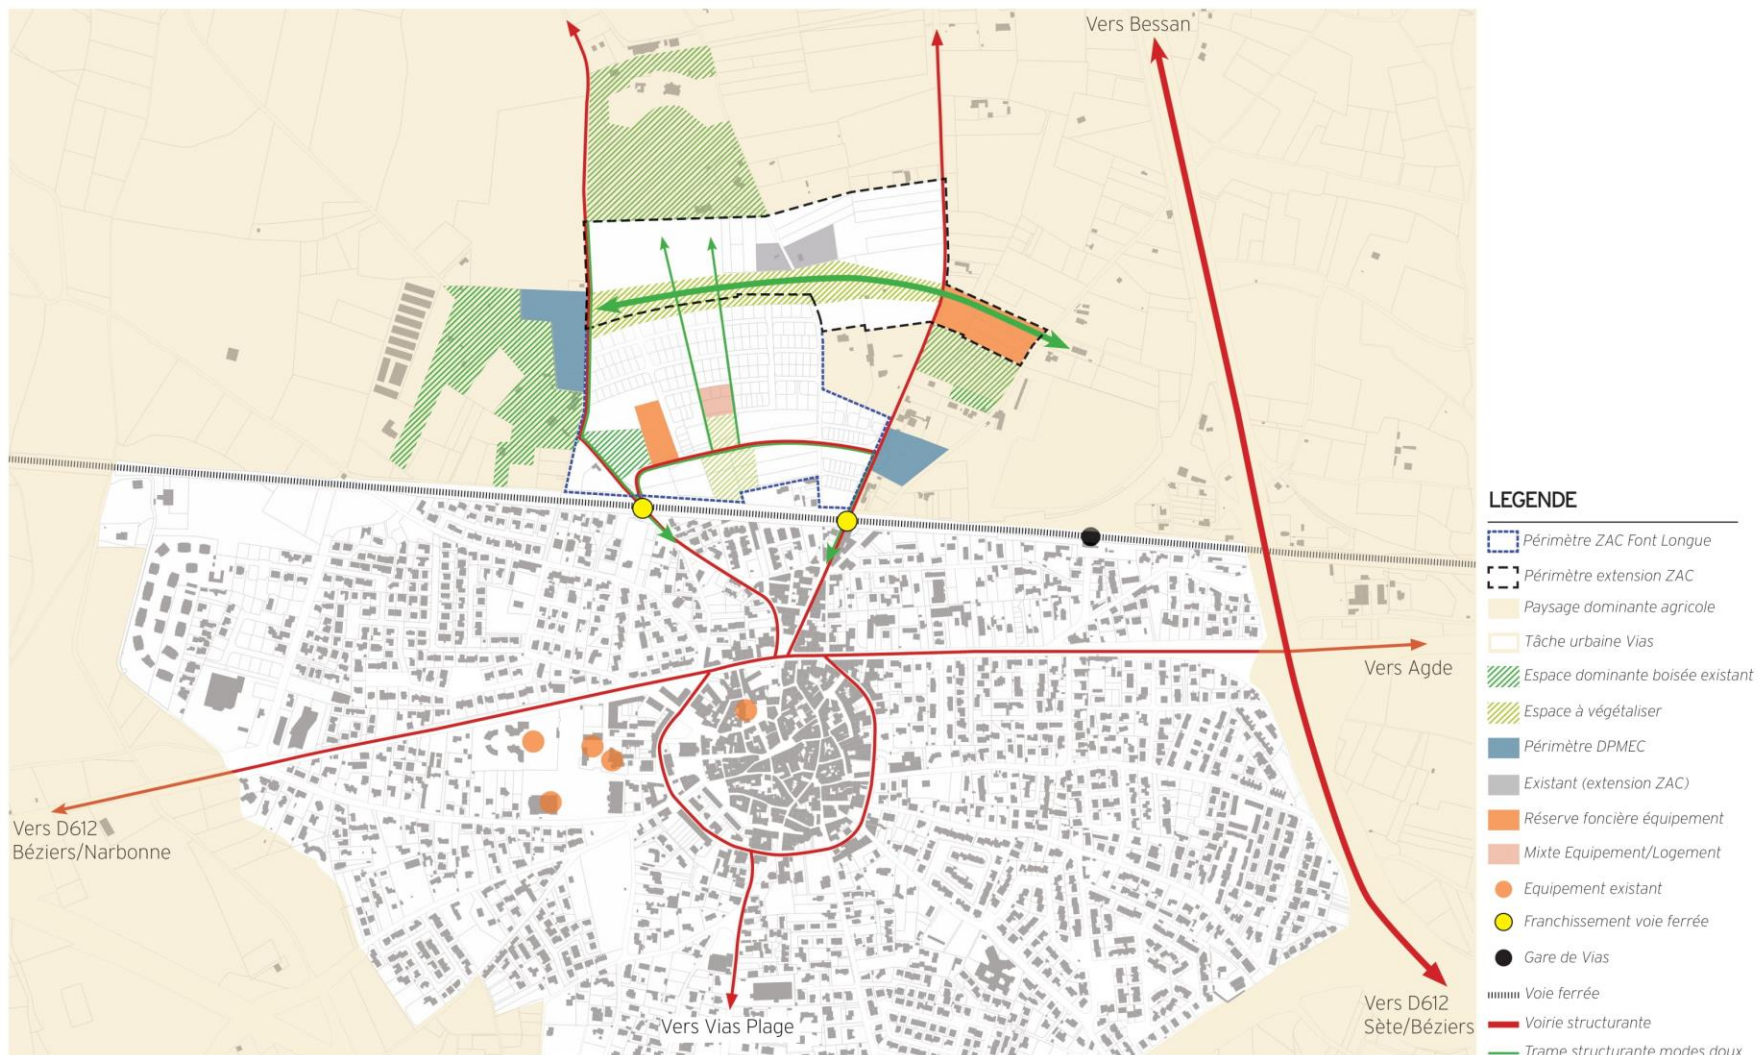 Vers Bessan
Vers Agde
Vers D612
Béziers/Narbonne
Vers Vias Plage
Vers D612
Sète/Béziers
LEGENDE
Périmètre ZAC Font Longue
Périmètre extension ZAC
Paysage dominante agricole
Tâche urbaine Vias
Espace dominante boisée existant
Espace à végétaliser
Périmètre DPMEC
Existant (extension ZAC)
Réserve foncière équipement
Mixte Equipement/Logement
Equipement existant
Franchissement voie ferrée
Gare de Vias
Voie ferrée
Voirie structurante
Trame structurante modes doux